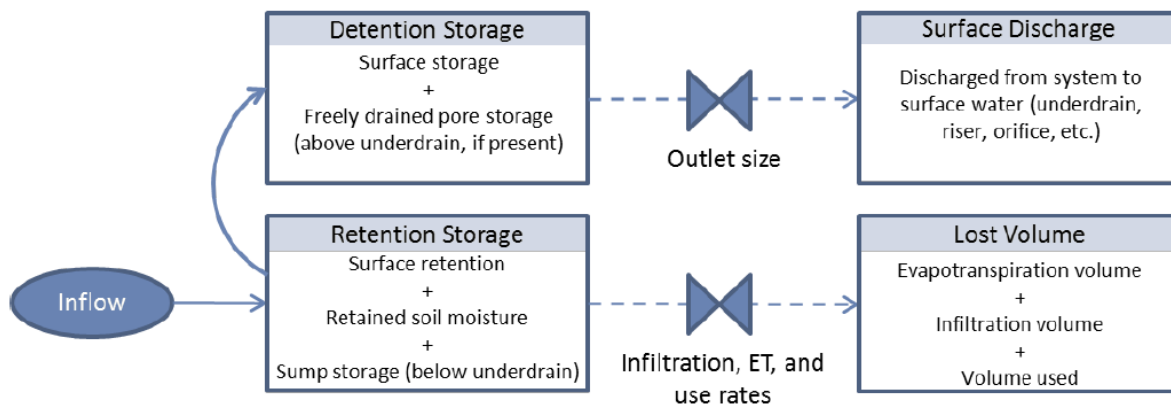 Detention Storage
Surface storage
+
Freely drained pore storage
(above underdrain, if present)
Outlet size
Surface Discharge
Discharged from system to
surface water (underdrain,
riser, orifice, etc.)
Inflow
Retention Storage
Surface retention
+
Retained soil moisture
+
Sump storage (below underdrain)
Infiltration, ET, and
use rates
Lost Volume
Evapotranspiration volume
+
Infiltration volume
+
Volume used